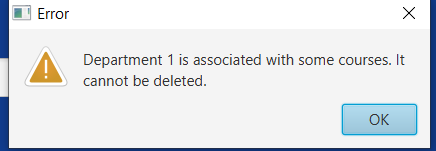 Error
Department 1 is associated with some courses. It
cannot be deleted.
OK